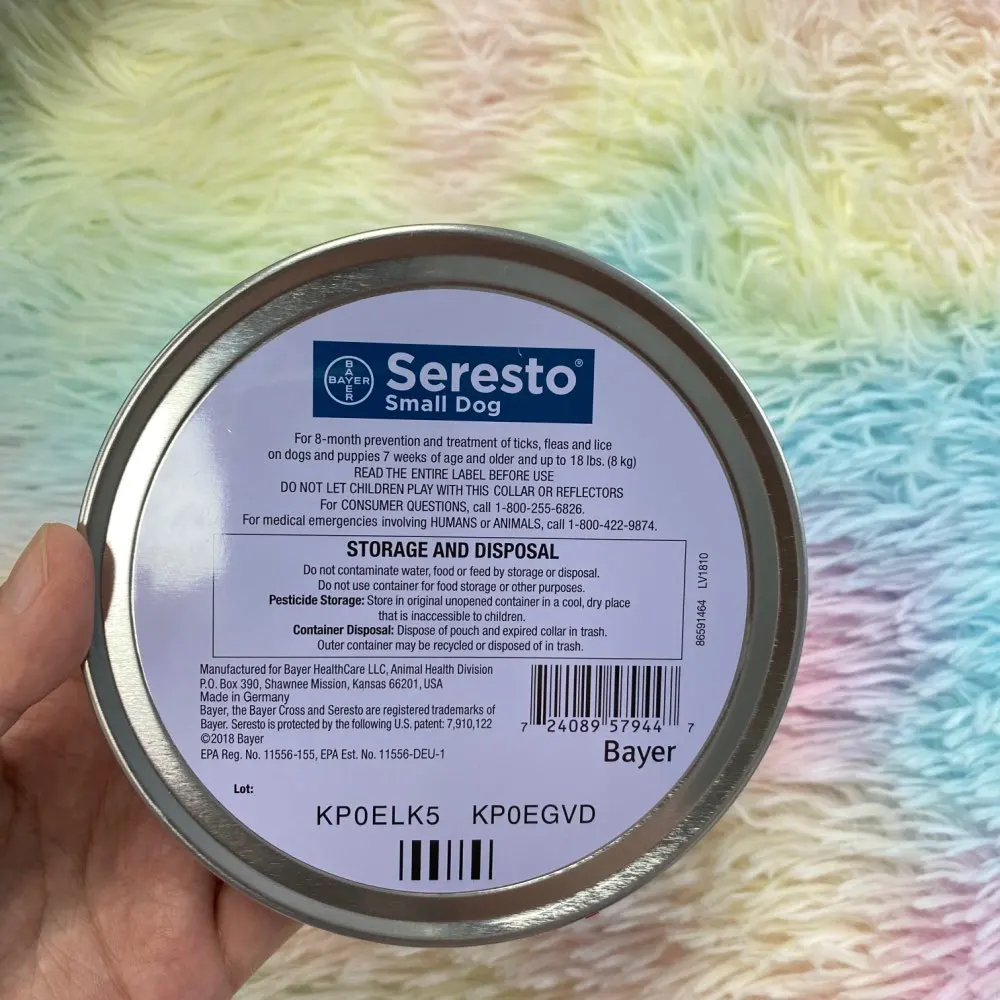 BAYER
BAYER
Seresto®
Small Dog
For 8-month prevention and treatment of ticks, fleas and lice
on dogs and puppies 7 weeks of age and older and up to 18 lbs. (8 kg)
READ THE ENTIRE LABEL BEFORE USE
DO NOT LET CHILDREN PLAY WITH THIS COLLAR OR REFLECTORS
For CONSUMER QUESTIONS, call 1-800-255-6826.
For medical emergencies involving HUMANS or ANIMALS, call 1-800-422-9874.
STORAGE AND DISPOSAL
Do not contaminate water, food or feed by storage or disposal.
Do not use container for food storage or other purposes.
Pesticide Storage: Store in original unopened container in a cool, dry place
that is inaccessible to children.
Container Disposal: Dispose of pouch and expired collar in trash.
Outer container may be recycled or disposed of in trash.
86591464 LV1810
Manufactured for Bayer HealthCare LLC, Animal Health Division
P.O. Box 390, Shawnee Mission, Kansas 66201, USA
Made in Germany
Bayer, the Bayer Cross and Seresto are registered trademarks of
Bayer. Seresto is protected by the following U.S. patent: 7,910,122
©2018 Bayer
EPA Reg. No. 11556-155, EPA Est. No. 11556-DEU-1
7 24089 57944 7
Bayer
Lot:
KP0ELK5 KP0EGVD